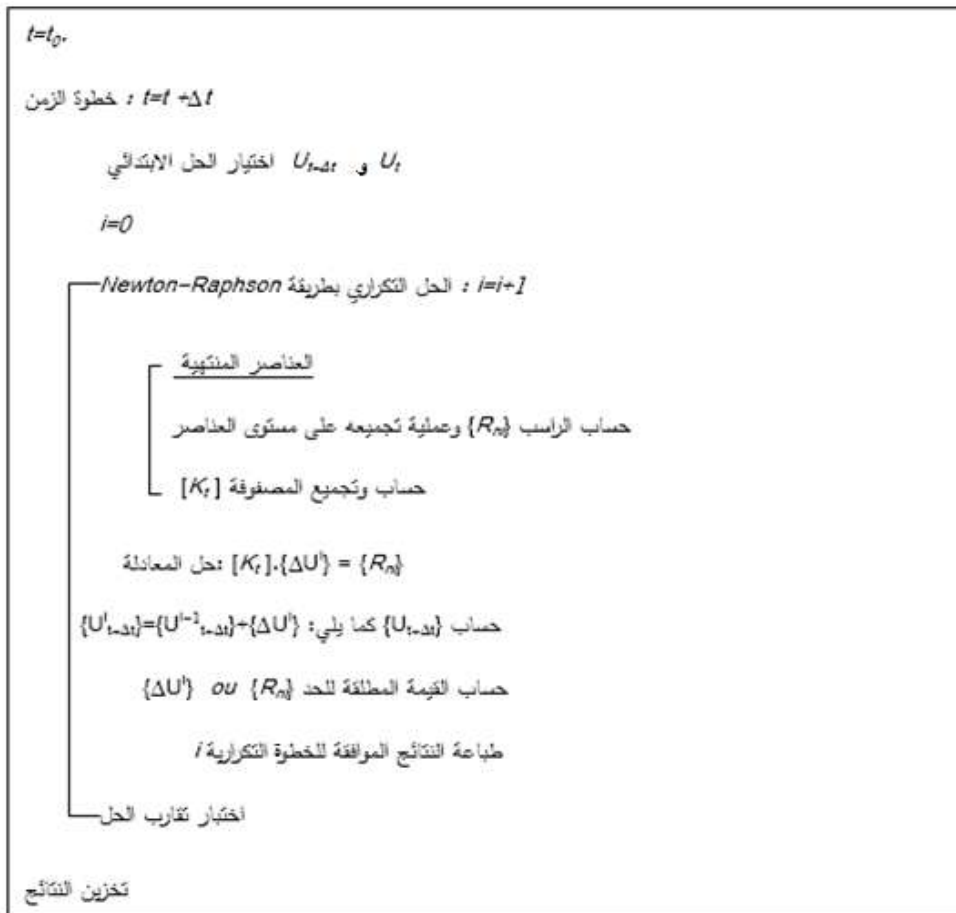 t=t₀.
t=t +Δt : خطوة الزمن
Uₜ و Uₜ₋Δₜ اختيار الحل الابتدائي
i=0
i=i+1 : الحل التكراري بطريقة Newton-Raphson
العناصر المنتهية
حساب الراسب {Rₙ} وعملية تجميعه على مستوى العناصر
حساب وتجميع المصفوفة [Kₜ]
حل المعادلة: [Kₜ].{ΔUⁱ} = {Rₙ}
حساب {Uₜ₋Δₜ} كما يلي: {Uⁱₜ₋Δₜ}={Uⁱ⁻¹ₜ₋Δₜ}+{ΔUⁱ}
حساب القيمة المطلقة للحد {Rₙ} ou {ΔUⁱ}
طباعة النتائج الموافقة للخطوة التكرارية i
اختبار تقارب الحل
تخزين النتائج